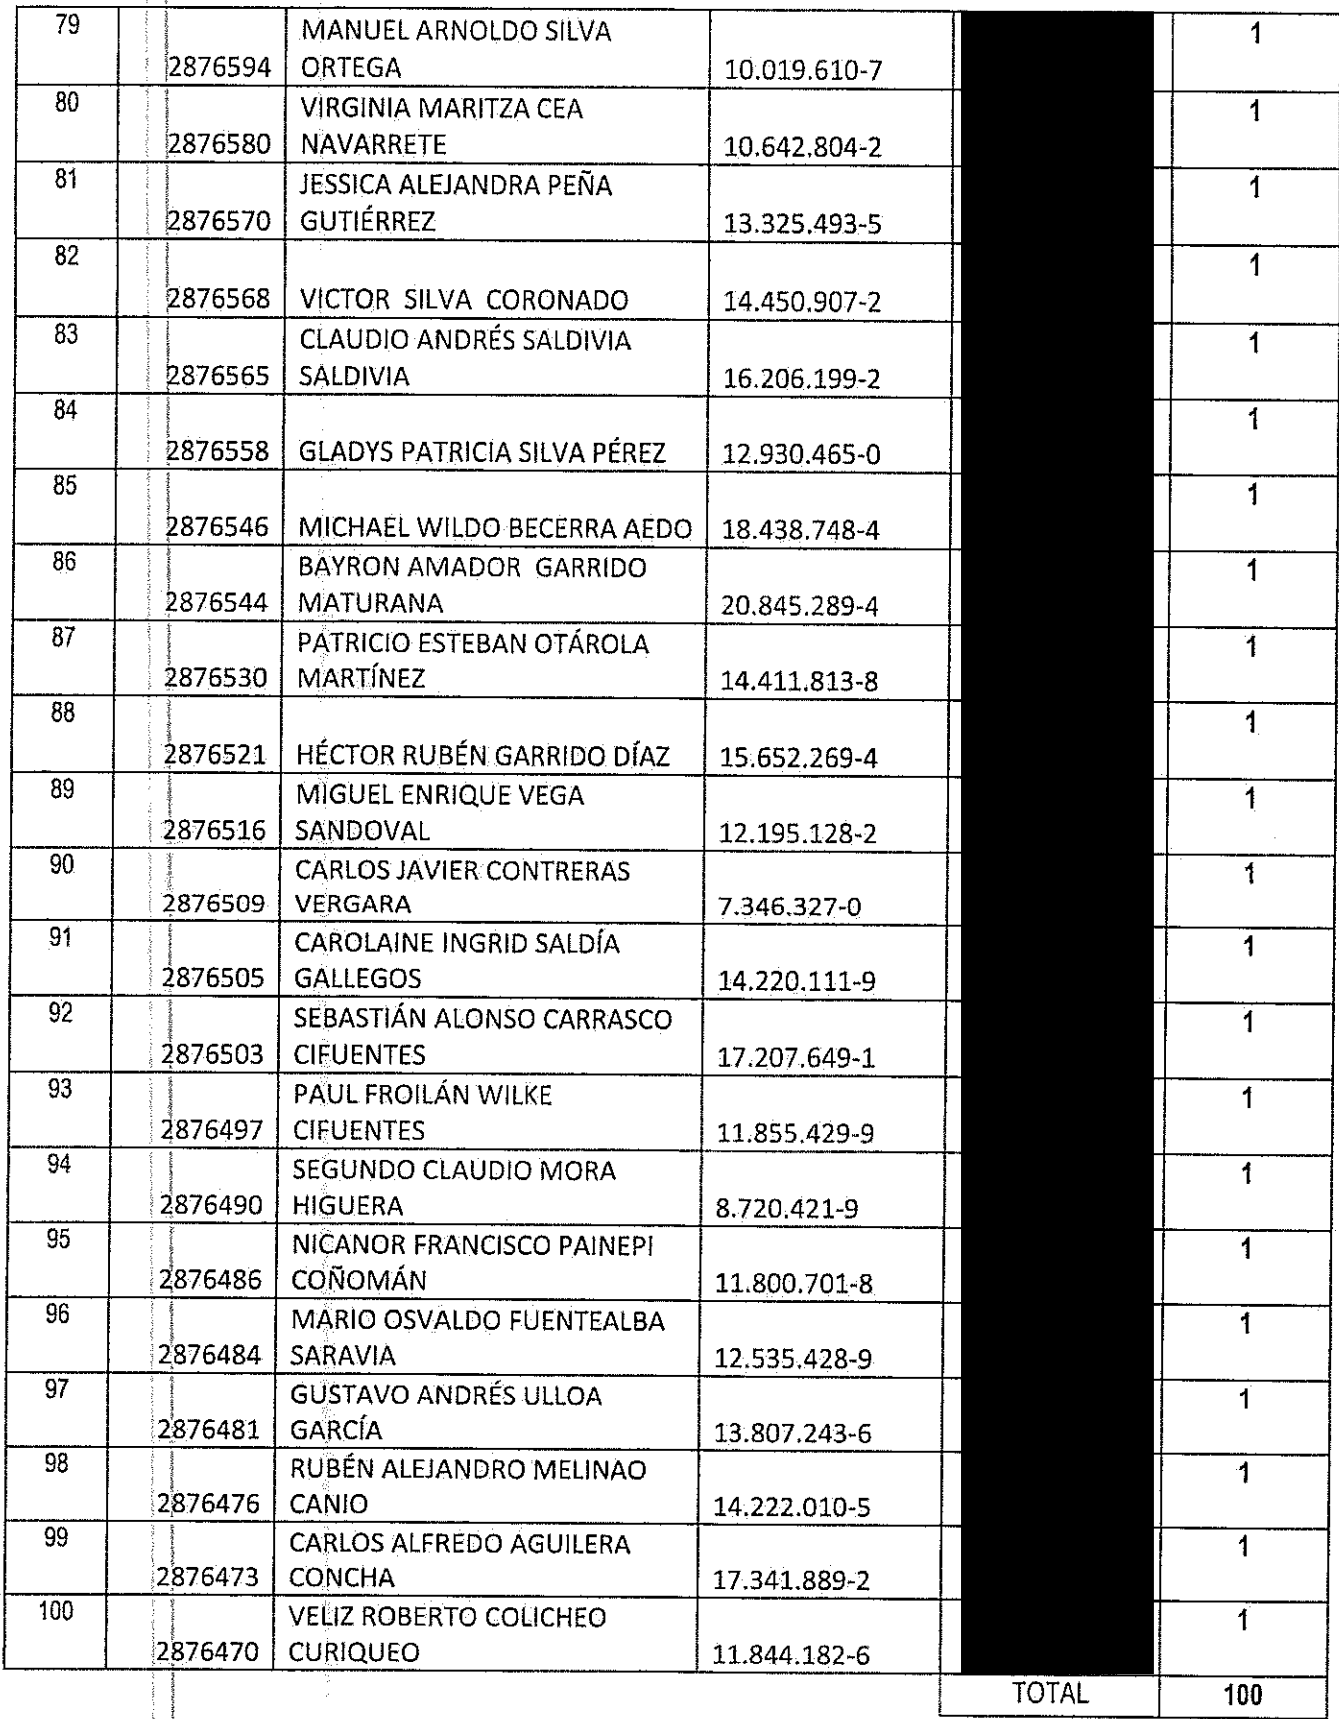 79 MANUEL ARNOLDO SILVA 1
2876594 ORTEGA 10.019.610-7
80 VIRGINIA MARITZA CEA 1
2876580 NAVARRETE 10.642.804-2
81 JESSICA ALEJANDRA PEÑA 1
2876570 GUTIÉRREZ 13.325.493-5
82 1
2876568 VICTOR SILVA CORONADO 14.450.907-2
83 CLAUDIO ANDRÉS SALDIVIA 1
2876565 SALDIVIA 16.206.199-2
84 1
2876558 GLADYS PATRICIA SILVA PÉREZ 12.930.465-0
85 1
2876546 MICHAEL WILDO BECERRA AEDO 18.438.748-4
86 BAYRON AMADOR GARRIDO 1
2876544 MATURANA 20.845.289-4
87 PATRICIO ESTEBAN OTÁROLA 1
2876530 MARTÍNEZ 14.411.813-8
88 1
2876521 HÉCTOR RUBÉN GARRIDO DÍAZ 15.652.269-4
89 MIGUEL ENRIQUE VEGA 1
2876516 SANDOVAL 12.195.128-2
90 CARLOS JAVIER CONTRERAS 1
2876509 VERGARA 7.346.327-0
91 CAROLAINE INGRID SALDÍA 1
2876505 GALLEGOS 14.220.111-9
92 SEBASTIÁN ALONSO CARRASCO 1
2876503 CIFUENTES 17.207.649-1
93 PAUL FROILÁN WILKE 1
2876497 CIFUENTES 11.855.429-9
94 SEGUNDO CLAUDIO MORA 1
2876490 HIGUERA 8.720.421-9
95 NICANOR FRANCISCO PAINEPI 1
2876486 COÑOMÁN 11.800.701-8
96 MARIO OSVALDO FUENTEALBA 1
2876484 SARAVIA 12.535.428-9
97 GUSTAVO ANDRÉS ULLOA 1
2876481 GARCÍA 13.807.243-6
98 RUBÉN ALEJANDRO MELINAO 1
2876476 CANIO 14.222.010-5
99 CARLOS ALFREDO AGUILERA 1
2876473 CONCHA 17.341.889-2
100 VELIZ ROBERTO COLICHEO 1
2876470 CURIQUEO 11.844.182-6
TOTAL 100